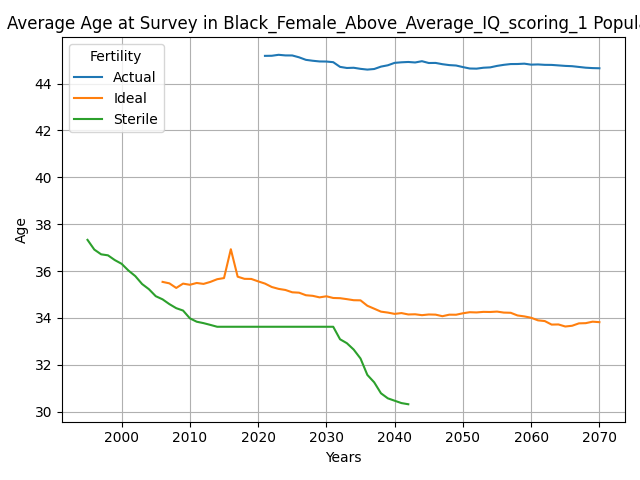 Average Age at Survey in Black_Female_Above_Average_IQ_scoring_1 Popul
Fertility
Actual
Ideal
Sterile
44
42
40
38
36
34
32
30
Age
2000 2010 2020 2030 2040 2050 2060 2070
Years